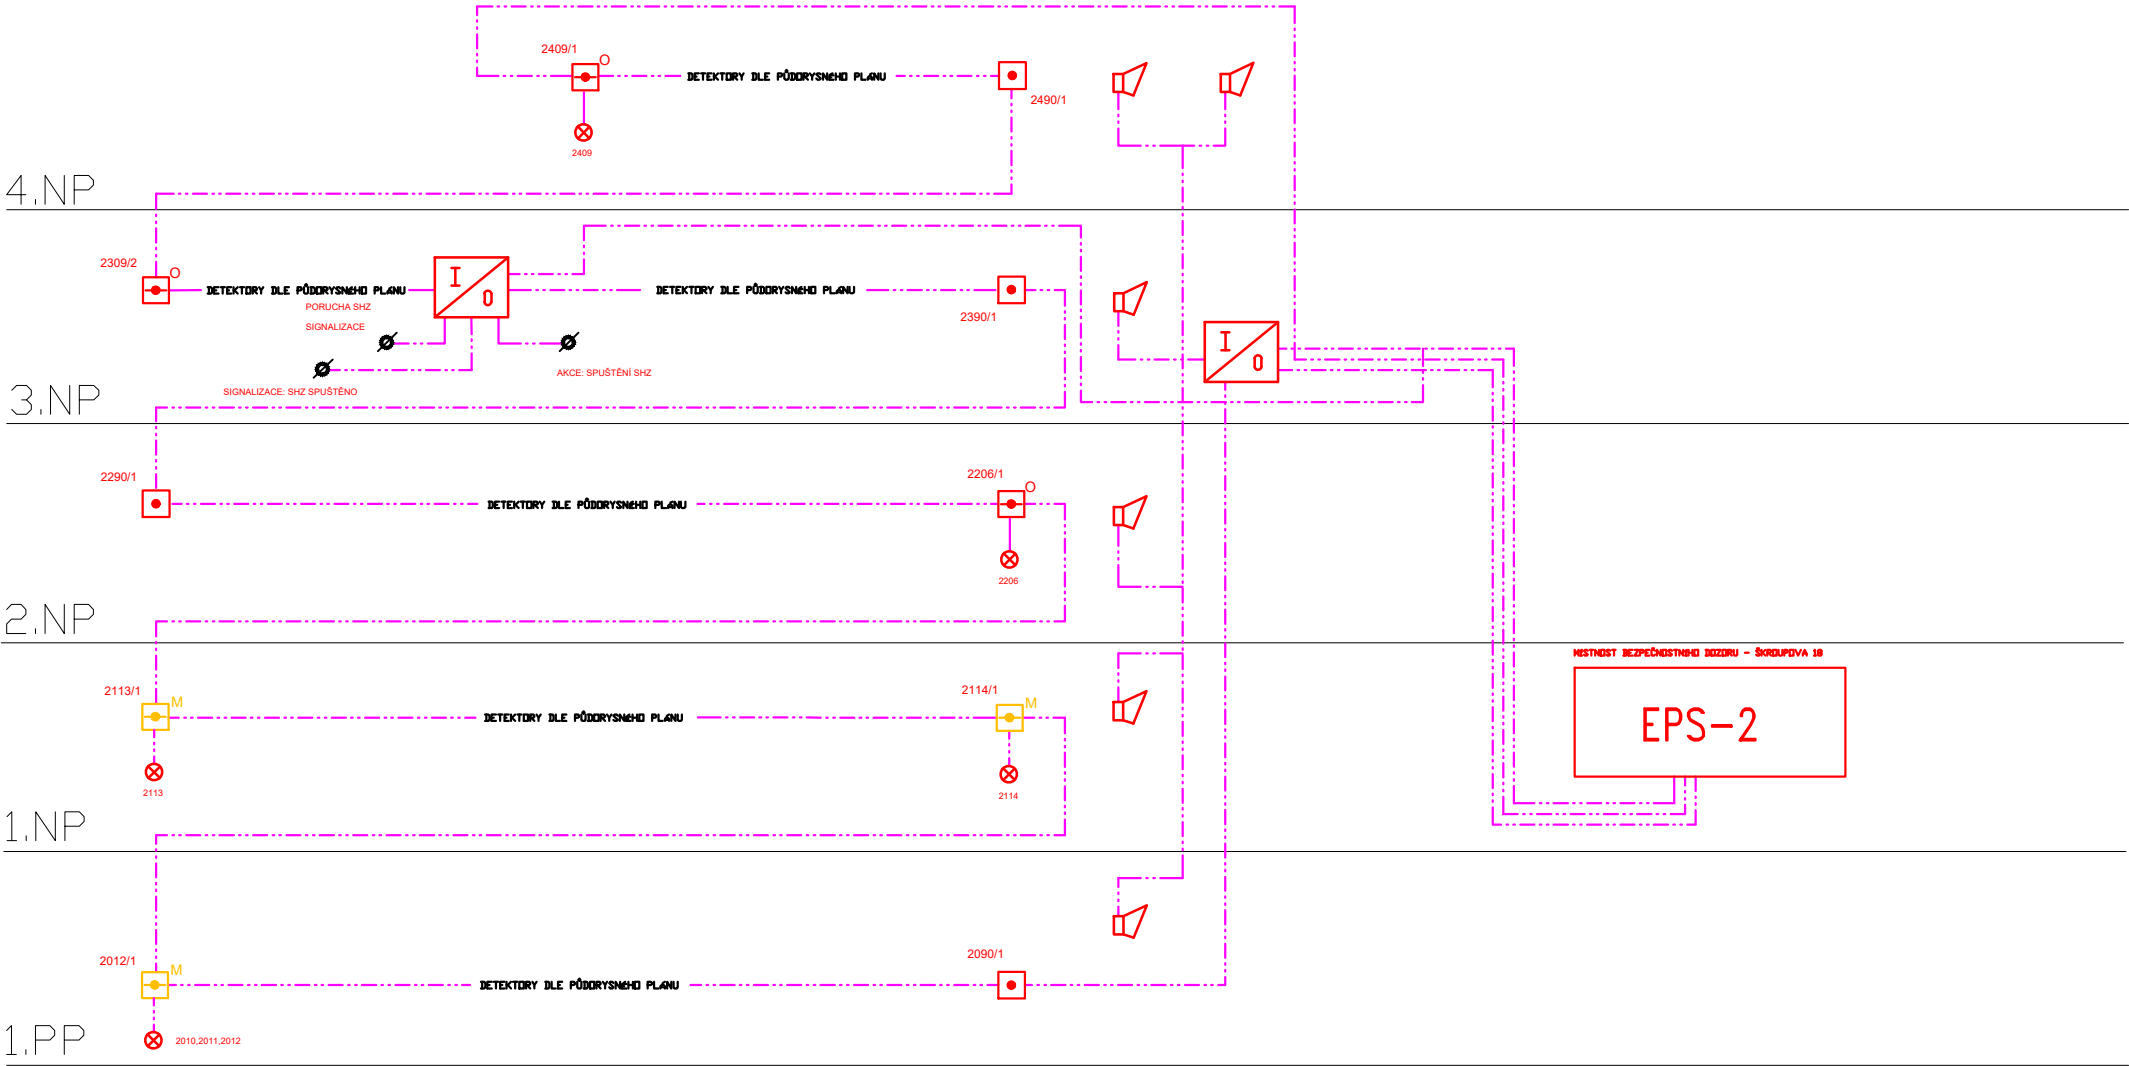 2409/1
O
DETEKTORY DLE PŮDORYSNÉHO PLÁNU
2490/1
2409
4.NP
2309/2
O
DETEKTORY DLE PŮDORYSNÉHO PLÁNU
I
O
DETEKTORY DLE PŮDORYSNÉHO PLÁNU
PORUCHA SHZ
SIGNALIZACE
2390/1
I
O
AKCE: SPUŠTĚNÍ SHZ
SIGNALIZACE: SHZ SPUŠTĚNO
3.NP
2290/1
DETEKTORY DLE PŮDORYSNÉHO PLÁNU
2206/1
O
2206
2.NP
MÍSTNOST BEZPEČNOSTNÍHO DOZORU - ŠKROUPOVA 18
2113/1
M
DETEKTORY DLE PŮDORYSNÉHO PLÁNU
2114/1
M
EPS-2
2113
2114
1.NP
2012/1
M
DETEKTORY DLE PŮDORYSNÉHO PLÁNU
2090/1
2010,2011,2012
1.PP